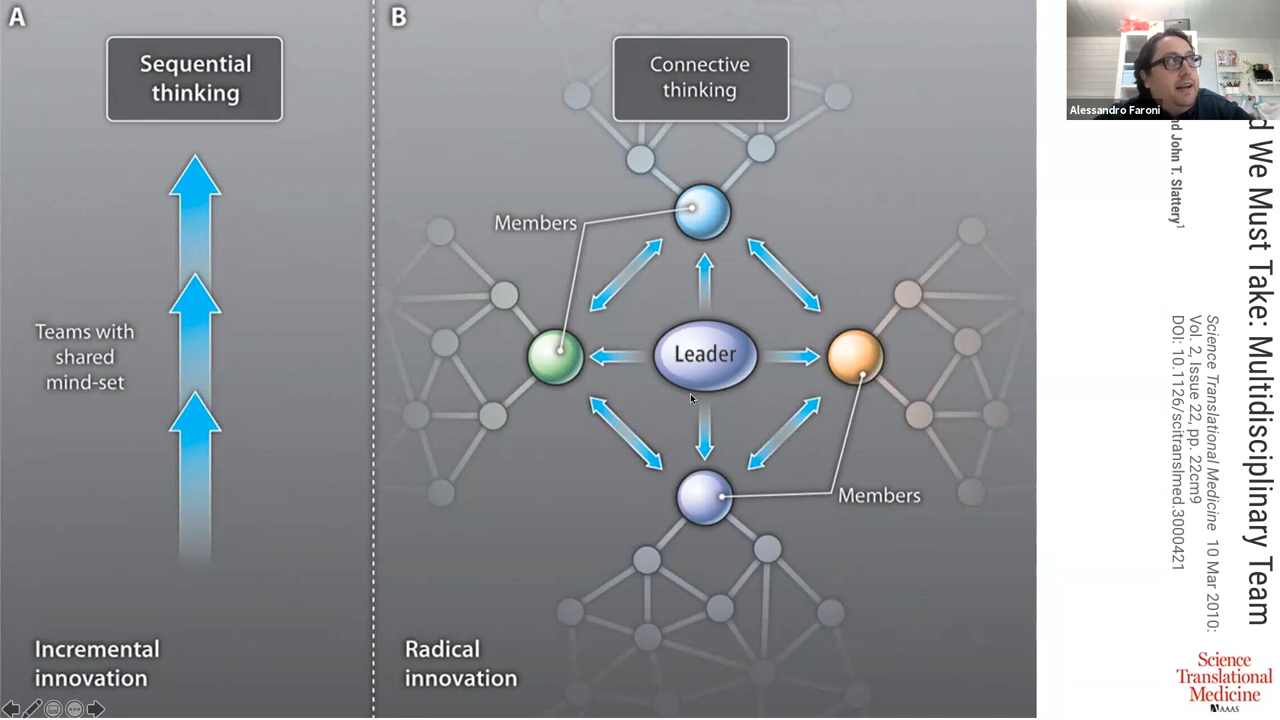 A
Sequential
thinking
Teams with
shared
mind-set
Incremental
innovation
B
Connective
thinking
Members
Leader
Members
Radical
innovation
Alessandro Faroni
We Must Take: Multidisciplinary Team
John T. Slattery1
Science Translational Medicine 10 Mar 2010:
Vol. 2, Issue 22, pp. 22cm9
DOI: 10.1126/scitranslmed.3000421
Science
Translational
Medicine
AAAS